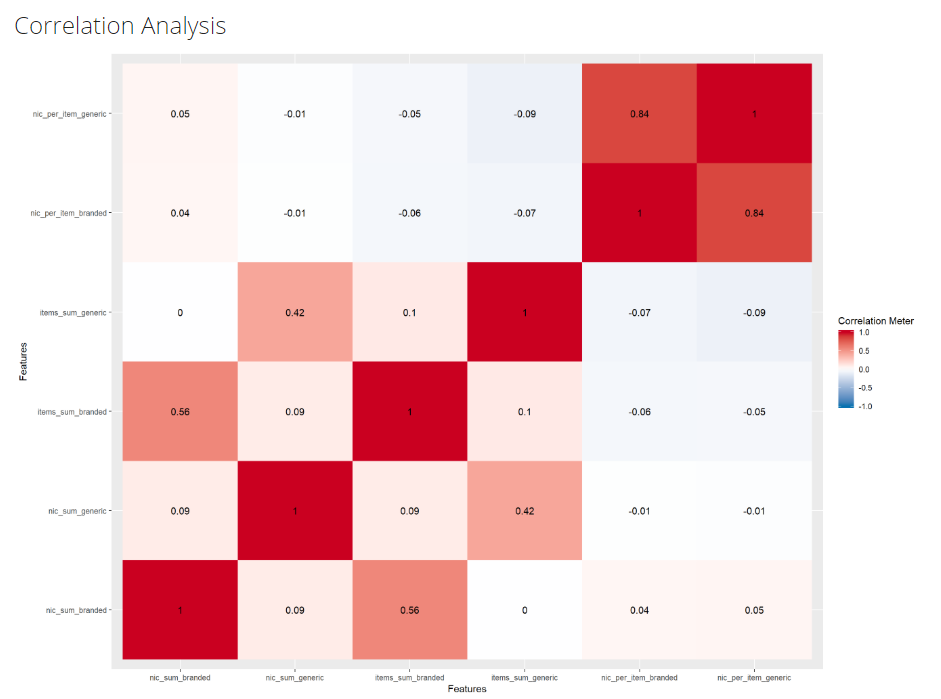 Correlation Analysis
nic_per_item_generic
0.05 -0.01 -0.05 -0.09 0.84 1
nic_per_item_branded
0.04 -0.01 -0.06 -0.07 1 0.84
items_sum_generic
0 0.42 0.1 1 -0.07 -0.09
items_sum_branded
0.56 0.09 1 0.1 -0.06 -0.05
nic_sum_generic
0.09 1 0.09 0.42 -0.01 -0.01
nic_sum_branded
1 0.09 0.56 0 0.04 0.05
nic_sum_branded nic_sum_generic items_sum_branded items_sum_generic nic_per_item_branded nic_per_item_generic
Features
Features
Correlation Meter
1.0
0.5
0.0
-0.5
-1.0